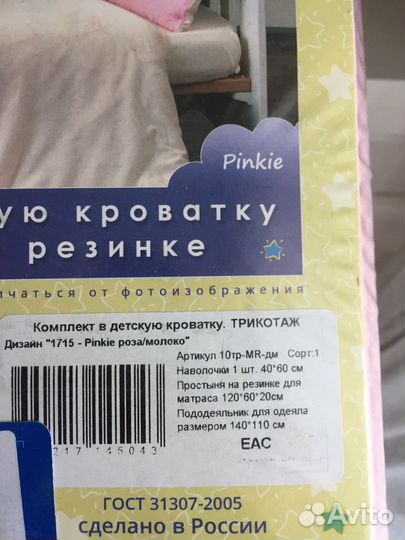 Pinkie
ую кроватку
резинке
ичаться от фотоизображения
Комплект в детскую кроватку. ТРИКОТАЖ
Дизайн "1715 - Pinkie роза/молоко"
Артикул 10тр-MR-дм Сорт:1
Наволочки 1 шт. 40*60 см
Простыня на резинке для
матраса 120*60*20см
Пододеяльник для одеяла
размером 140*110 см
EAC
217 145043
ГОСТ 31307-2005
сделано в России
Avito